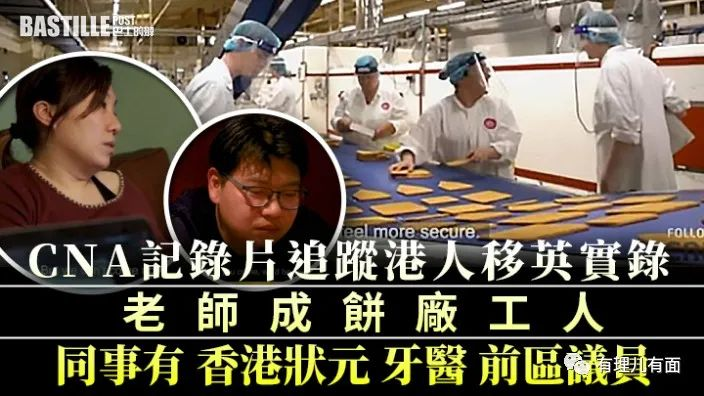 BASTILLE POST
巴士的報
feel more secure.
FOLLO
CNA記錄片追蹤港人移英實錄
老師成餅廠工人
同事有 香港狀元 牙醫 前區議員
有理刊有面